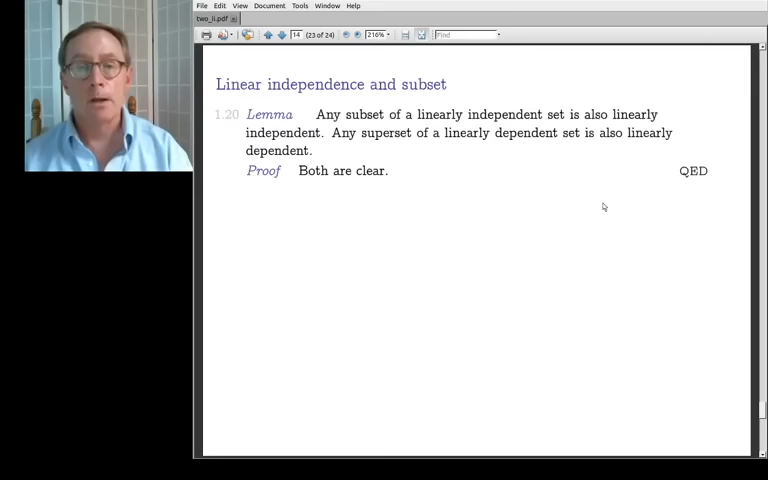 File Edit View Document Tools Window Help
two_li.pdf
14 (23 of 24) 216% Find
Linear independence and subset
1.20 Lemma Any subset of a linearly independent set is also linearly
independent. Any superset of a linearly dependent set is also linearly
dependent.
Proof Both are clear. QED